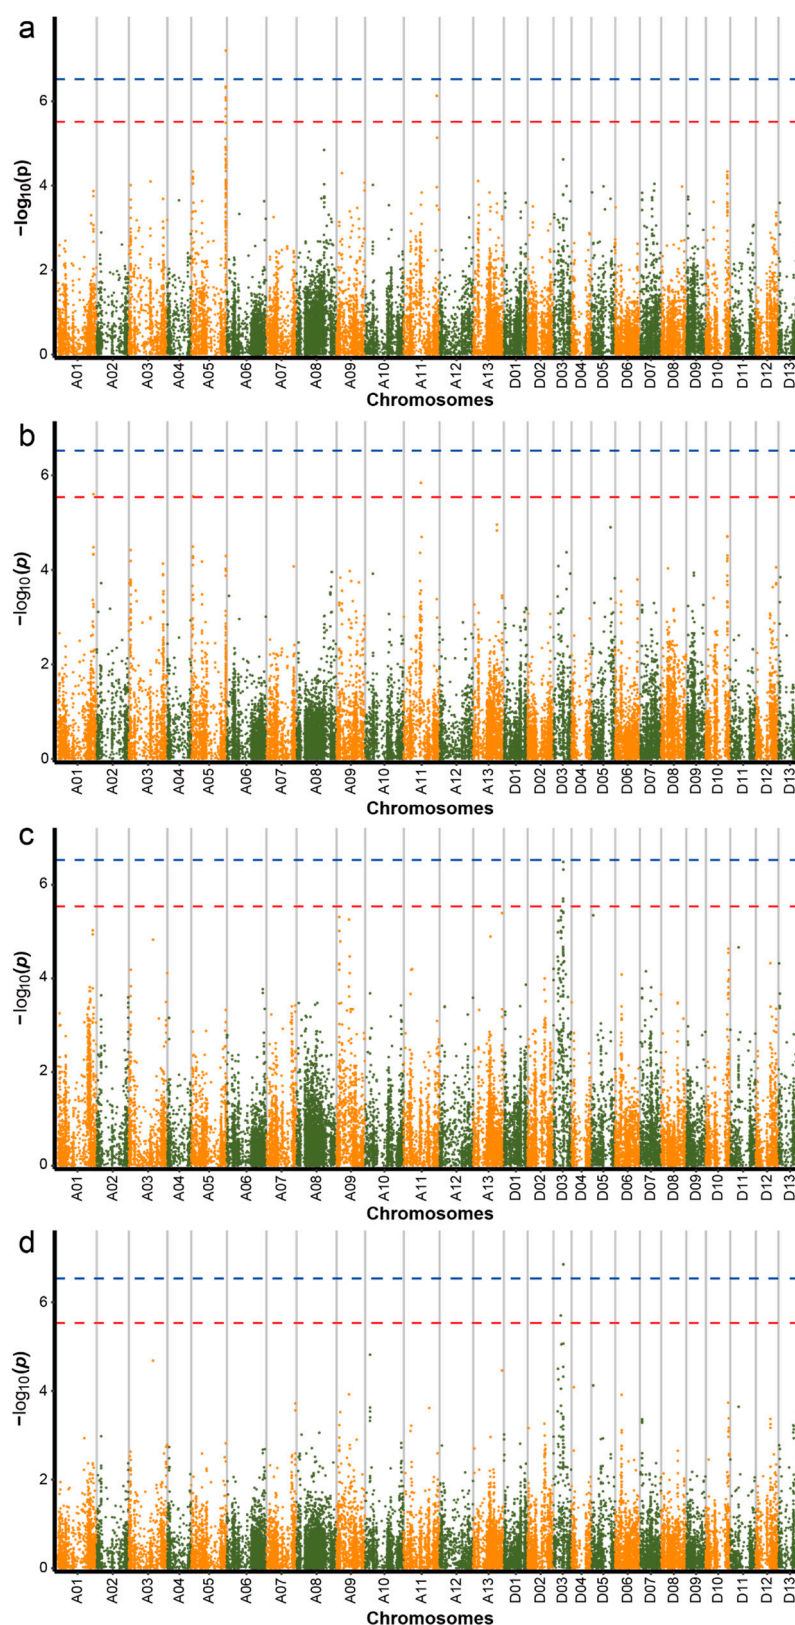 a
6
4
2
0
−log10(p)
A01 A02 A03 A04 A05 A06 A07 A08 A09 A10 A11 A12 A13 D01 D02 D03 D04 D05 D06 D07 D08 D09 D10 D11 D12 D13
Chromosomes
b
6
4
2
0
−log10(p)
A01 A02 A03 A04 A05 A06 A07 A08 A09 A10 A11 A12 A13 D01 D02 D03 D04 D05 D06 D07 D08 D09 D10 D11 D12 D13
Chromosomes
c
6
4
2
0
−log10(p)
A01 A02 A03 A04 A05 A06 A07 A08 A09 A10 A11 A12 A13 D01 D02 D03 D04 D05 D06 D07 D08 D09 D10 D11 D12 D13
Chromosomes
d
6
4
2
0
−log10(p)
A01 A02 A03 A04 A05 A06 A07 A08 A09 A10 A11 A12 A13 D01 D02 D03 D04 D05 D06 D07 D08 D09 D10 D11 D12 D13
Chromosomes